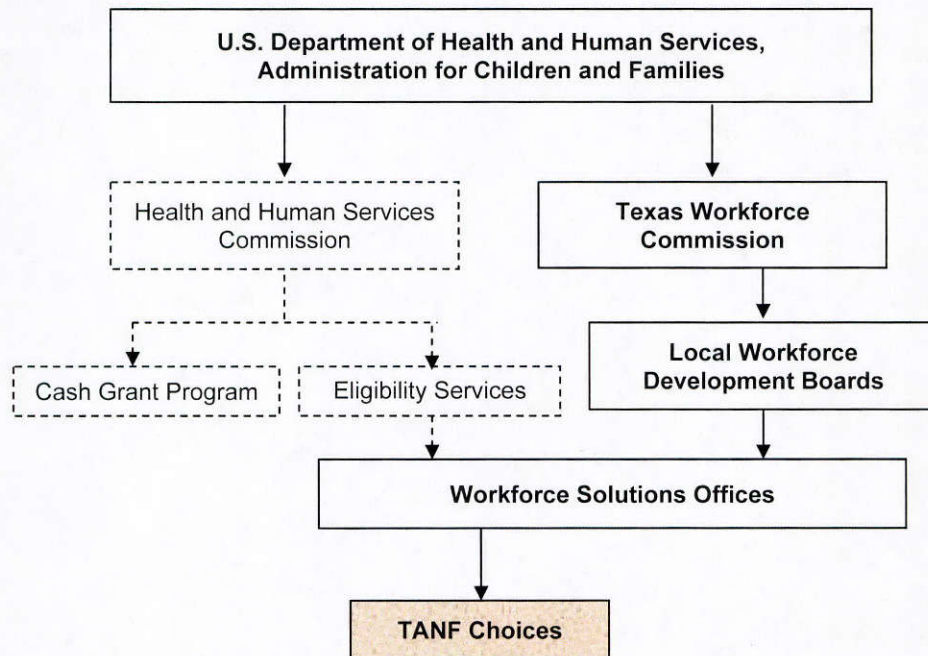 U.S. Department of Health and Human Services,
Administration for Children and Families
Health and Human Services
Commission
Texas Workforce
Commission
Local Workforce
Development Boards
Cash Grant Program
Eligibility Services
Workforce Solutions Offices
TANF Choices